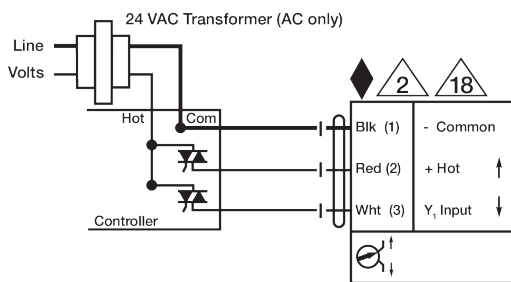 24 VAC Transformer (AC only)
Line
Volts
2
18
Hot
Com
Blk (1)
- Common
Red (2)
+ Hot
Wht (3)
Y1 Input
Controller